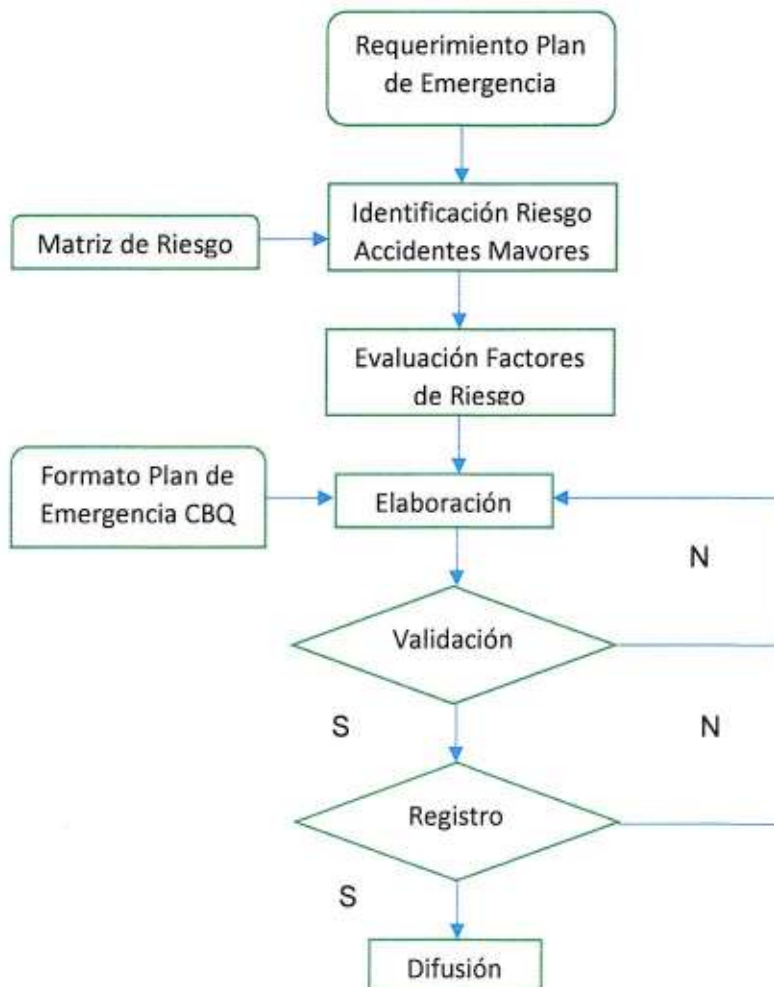 Requerimiento Plan
de Emergencia
Identificación Riesgo
Accidentes Mayores
Matriz de Riesgo
Evaluación Factores
de Riesgo
Formato Plan de
Emergencia CBQ
Elaboración
N
Validación
S
N
Registro
S
Difusión